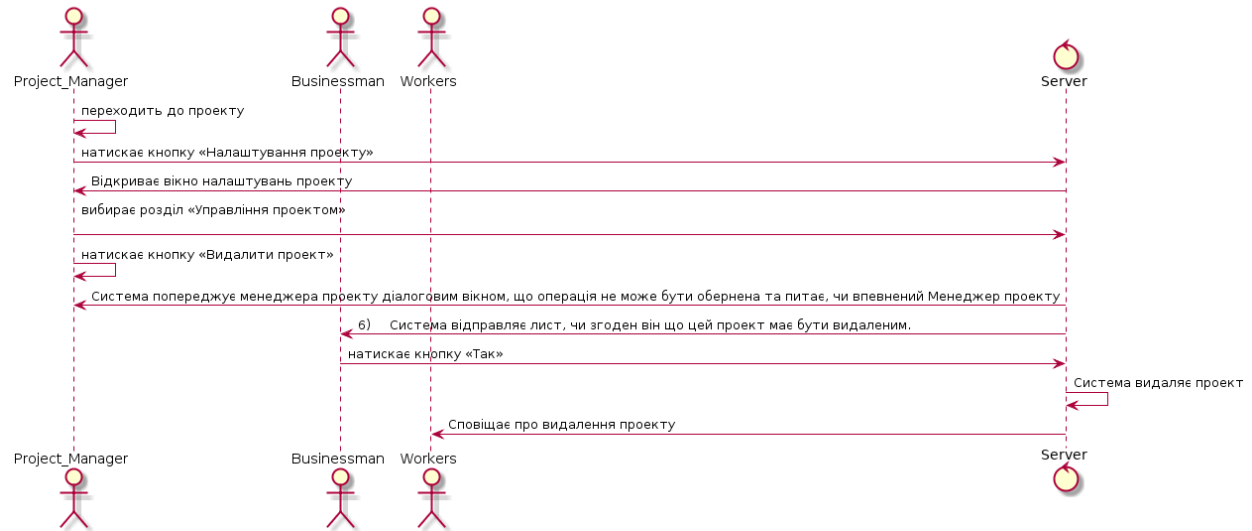 Project_Manager
Businessman
Workers
Server
переходить до проекту
натискає кнопку «Налаштування проекту»
Відкриває вікно налаштувань проекту
вибирає розділ «Управління проектом»
натискає кнопку «Видалити проект»
Система попереджує менеджера проекту діалоговим вікном, що операція не може бути обернена та питає, чи впевнений Менеджер проекту
6) Система відправляє лист, чи згоден він що цей проект має бути видаленим.
натискає кнопку «Так»
Система видаляє проект
Сповіщає про видалення проекту
Project_Manager
Businessman
Workers
Server